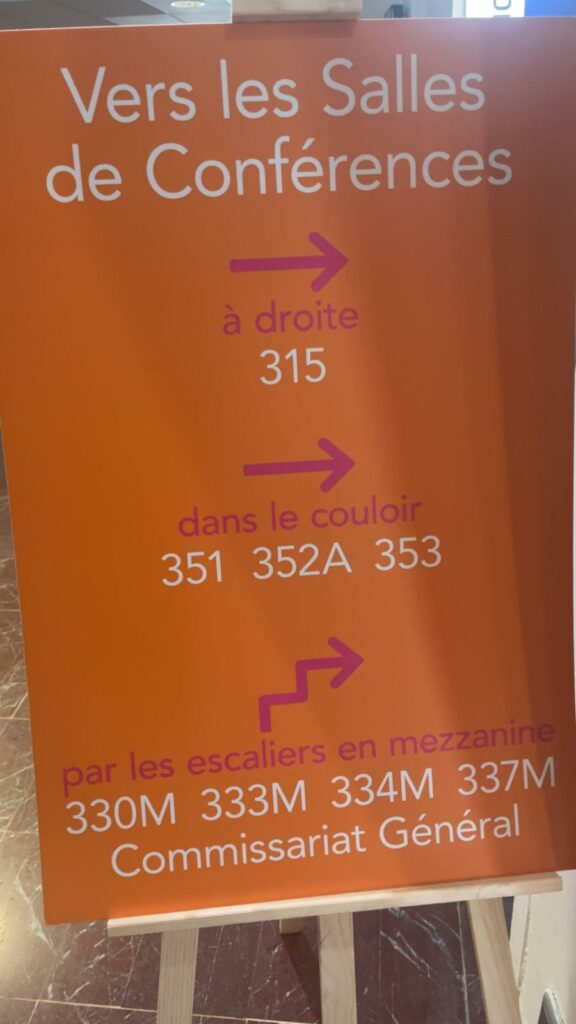 Vers les Salles
de Conférences
à droite
315
dans le couloir
351 352A 353
par les escaliers en mezzanine
330M 333M 334M 337M
Commissariat Général